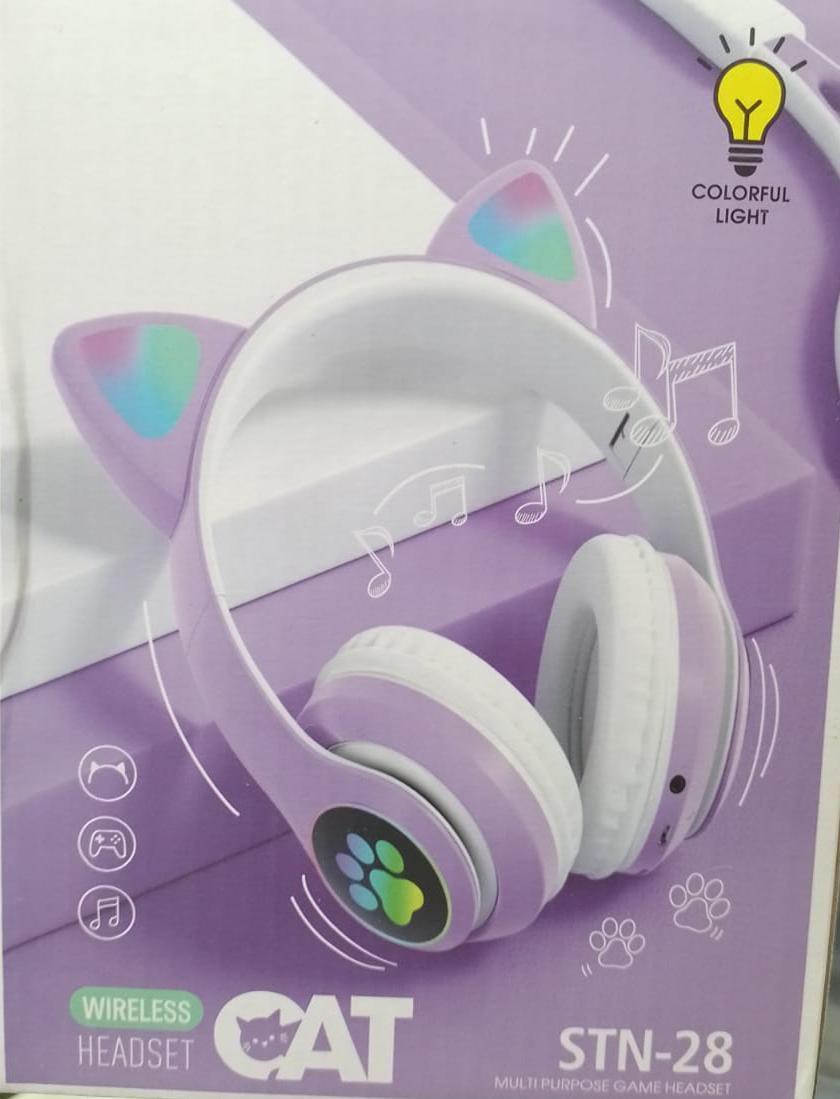 COLORFUL
LIGHT
WIRELESS
HEADSET
CAT
STN-28
MULTI PURPOSE GAME HEADSET